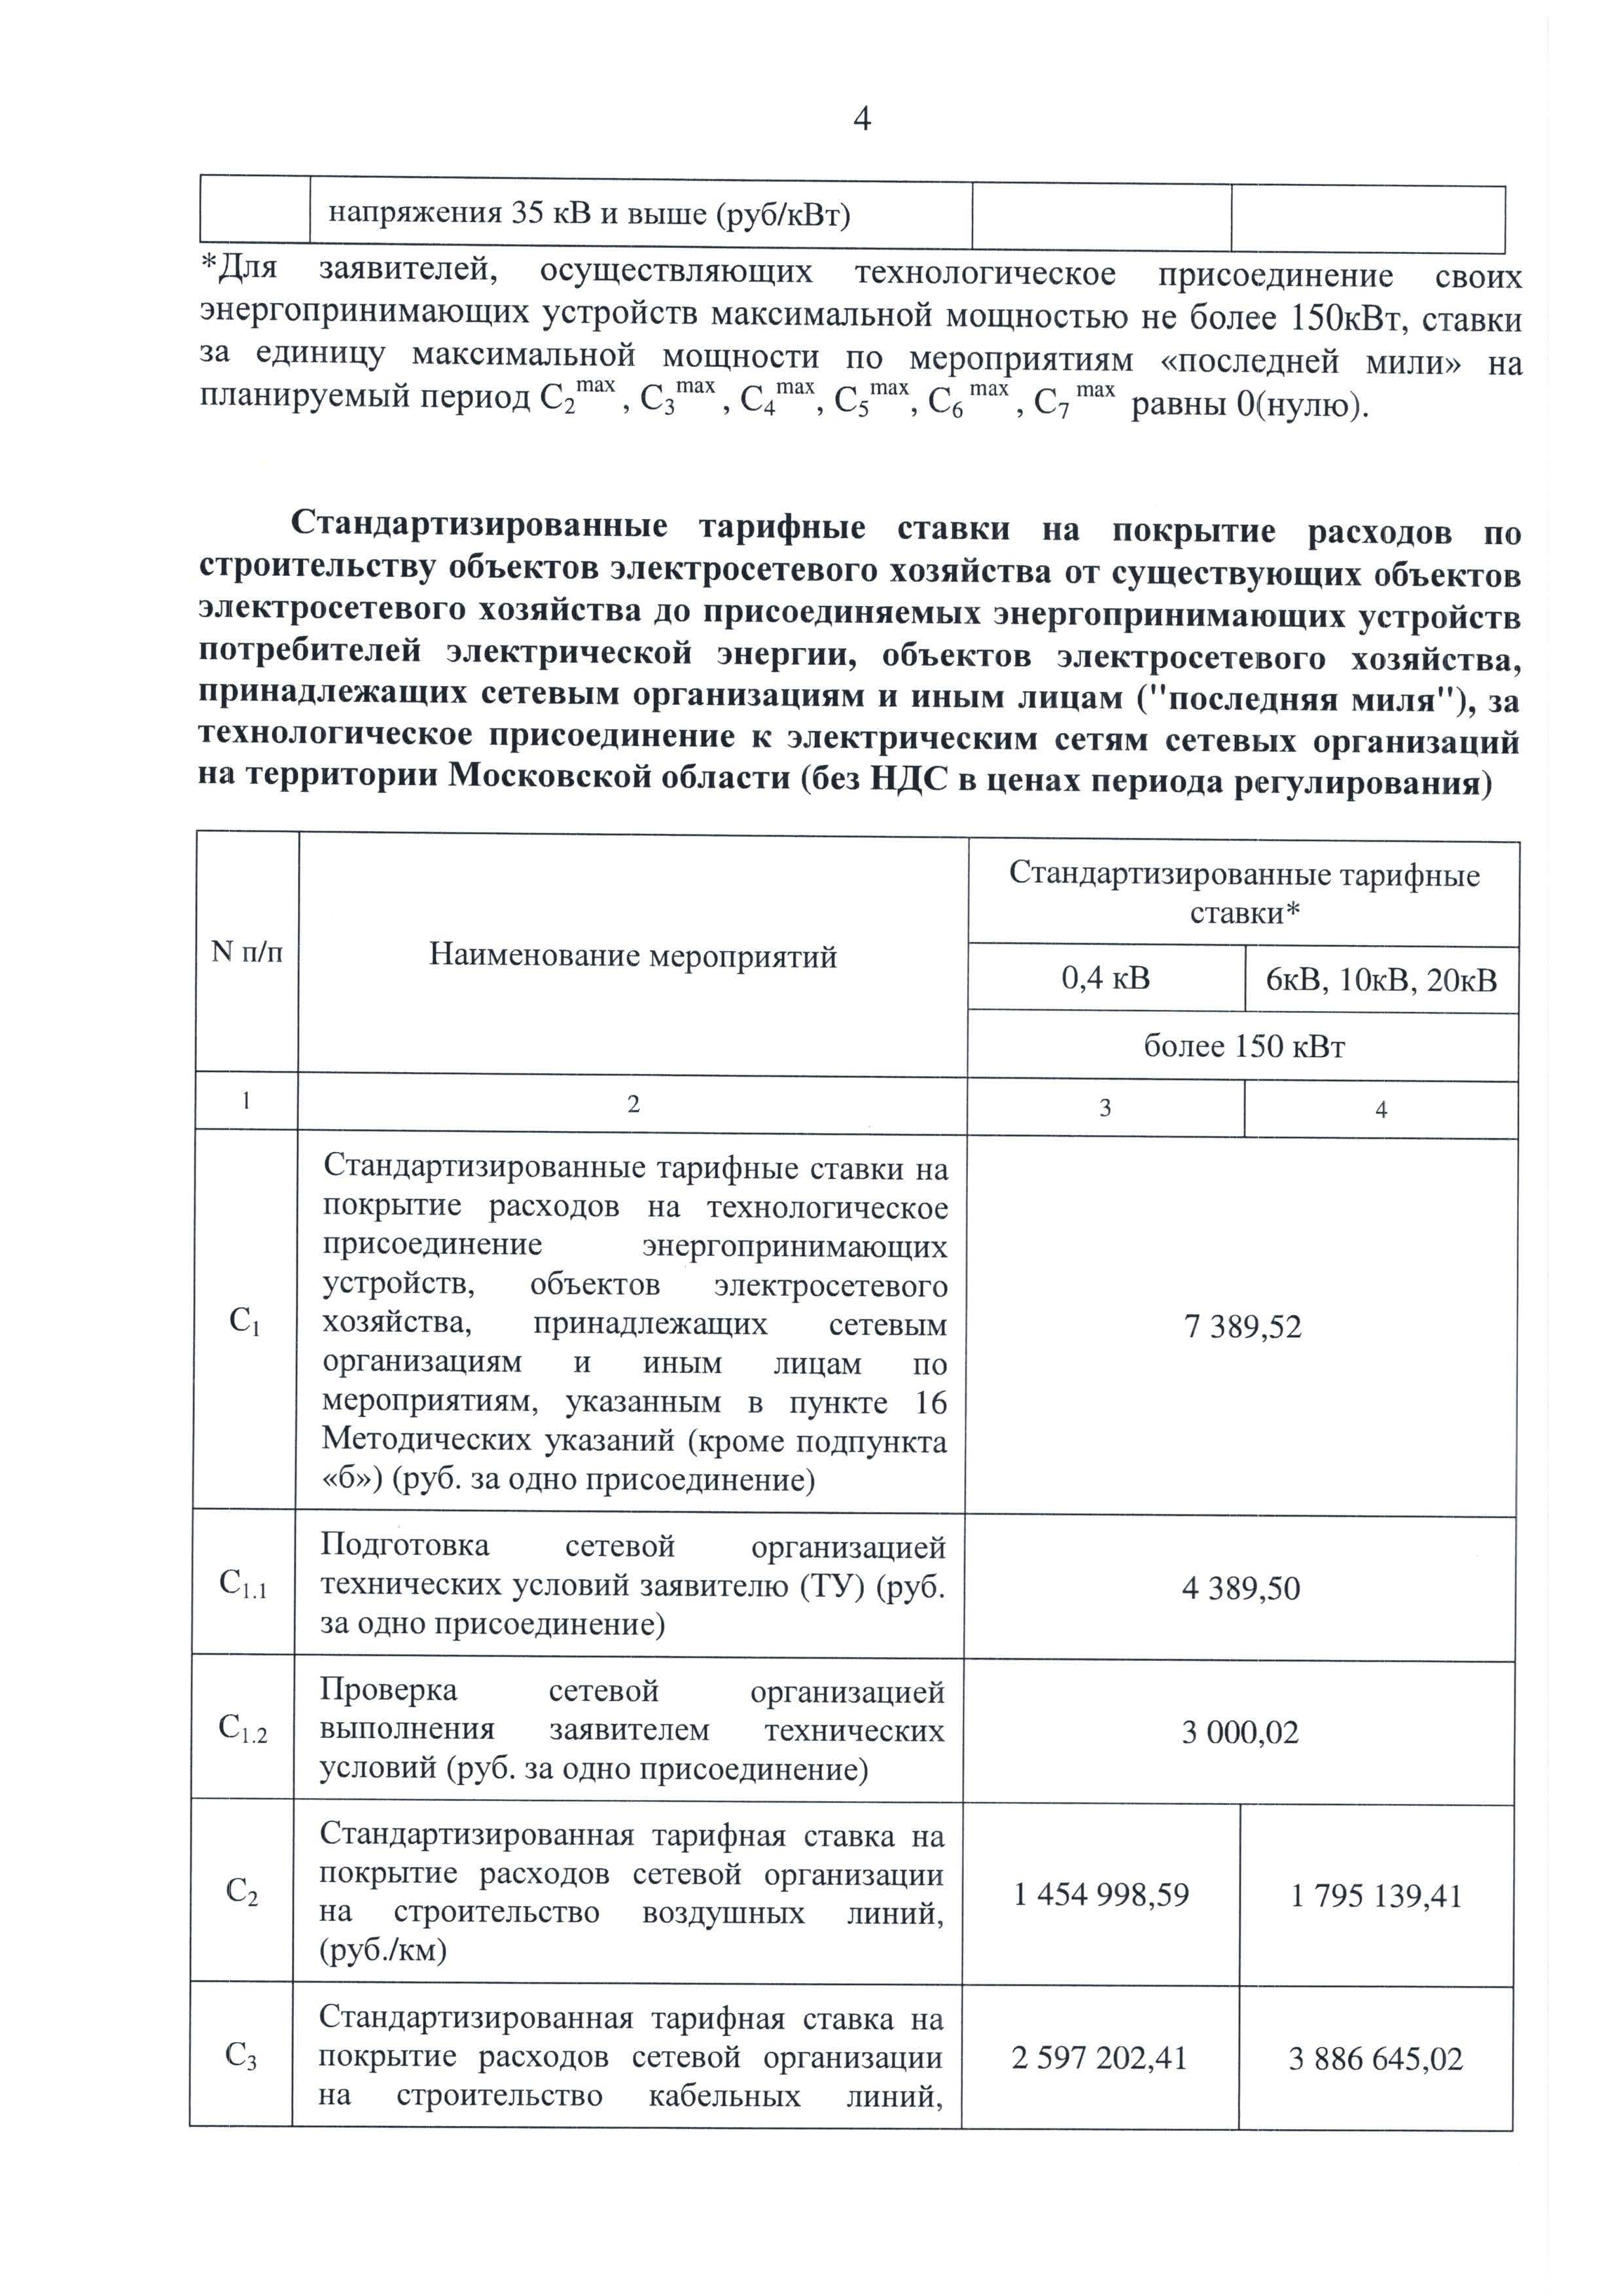 4
напряжения 35 кВ и выше (руб/кВт)
*Для заявителей, осуществляющих технологическое присоединение своих
энергопринимающих устройств максимальной мощностью не более 150кВт, ставки
за единицу максимальной мощности по мероприятиям «последней мили» на
планируемый период С₂ᵐᵃˣ , С₃ᵐᵃˣ , С₄ᵐᵃˣ, С₅ᵐᵃˣ, С₆ ᵐᵃˣ , С₇ ᵐᵃˣ равны 0(нулю).
Стандартизированные тарифные ставки на покрытие расходов по
строительству объектов электросетевого хозяйства от существующих объектов
электросетевого хозяйства до присоединяемых энергопринимающих устройств
потребителей электрической энергии, объектов электросетевого хозяйства,
принадлежащих сетевым организациям и иным лицам ("последняя миля"), за
технологическое присоединение к электрическим сетям сетевых организаций
на территории Московской области (без НДС в ценах периода регулирования)
N п/п
Наименование мероприятий
Стандартизированные тарифные
ставки*
0,4 кВ
6кВ, 10кВ, 20кВ
более 150 кВт
1
2
3
4
С₁
Стандартизированные тарифные ставки на
покрытие расходов на технологическое
присоединение энергопринимающих
устройств, объектов электросетевого
хозяйства, принадлежащих сетевым
организациям и иным лицам по
мероприятиям, указанным в пункте 16
Методических указаний (кроме подпункта
«б») (руб. за одно присоединение)
7 389,52
С₁.₁
Подготовка сетевой организацией
технических условий заявителю (ТУ) (руб.
за одно присоединение)
4 389,50
С₁.₂
Проверка сетевой организацией
выполнения заявителем технических
условий (руб. за одно присоединение)
3 000,02
С₂
Стандартизированная тарифная ставка на
покрытие расходов сетевой организации
на строительство воздушных линий,
(руб./км)
1 454 998,59
1 795 139,41
С₃
Стандартизированная тарифная ставка на
покрытие расходов сетевой организации
на строительство кабельных линий,
2 597 202,41
3 886 645,02